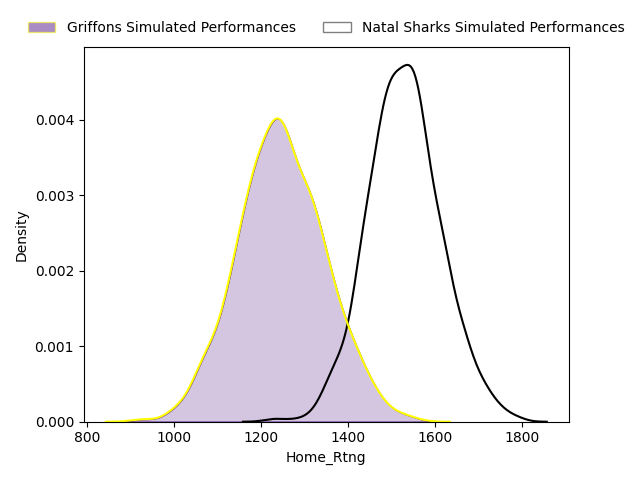 Griffons Simulated Performances
Natal Sharks Simulated Performances
Density
0.004
0.003
0.002
0.001
0.000
800 1000 1200 1400 1600 1800
Home_Rtng